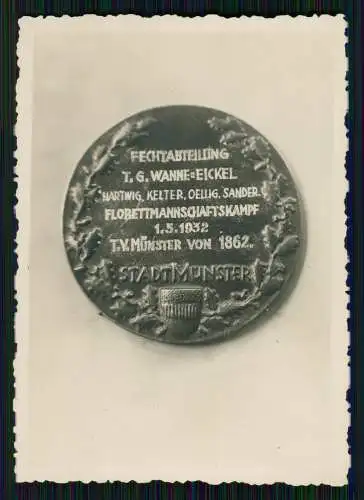 FECHTABTEILUNG
T. G. WANNE=EICKEL
HARTWIG, KELTER, OELLIG, SANDER.
FLORETTMANNSCHAFTSKAMPF
1.5.1932
T.V. MÜNSTER VON 1862.
STADT MÜNSTER